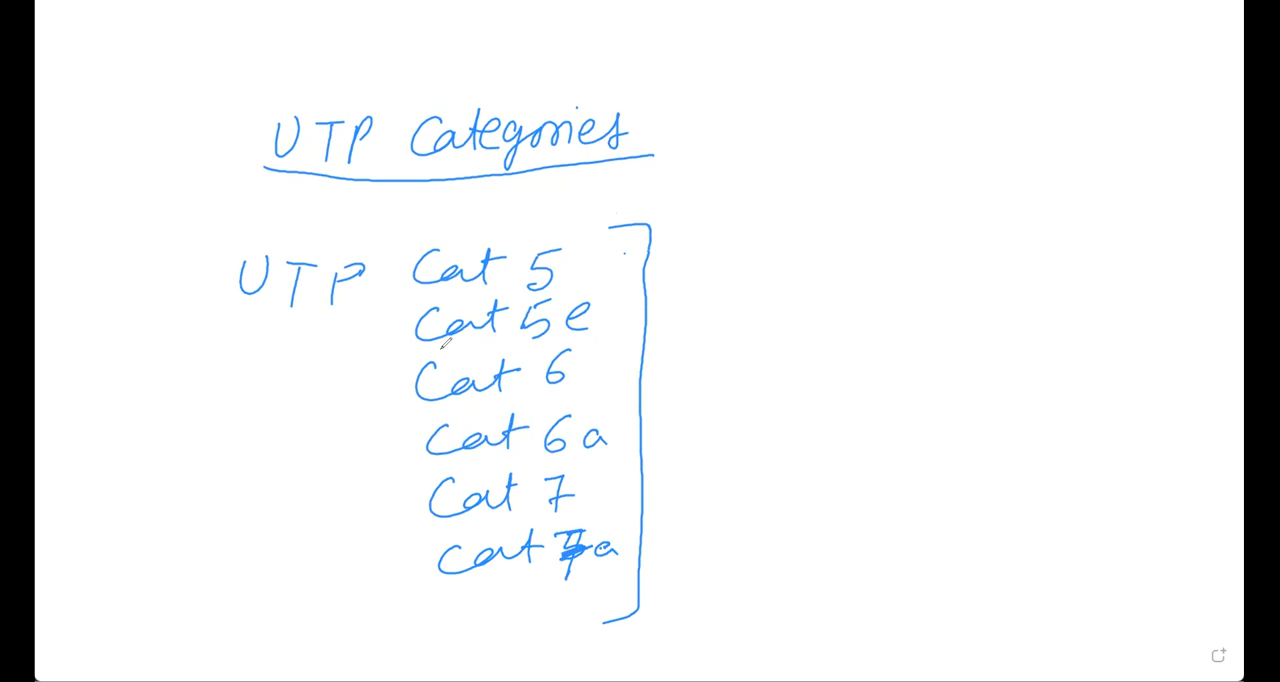 UTP Categories
UTP Cat 5
Cat 5e
Cat 6
Cat 6a
Cat 7
Cat 7a